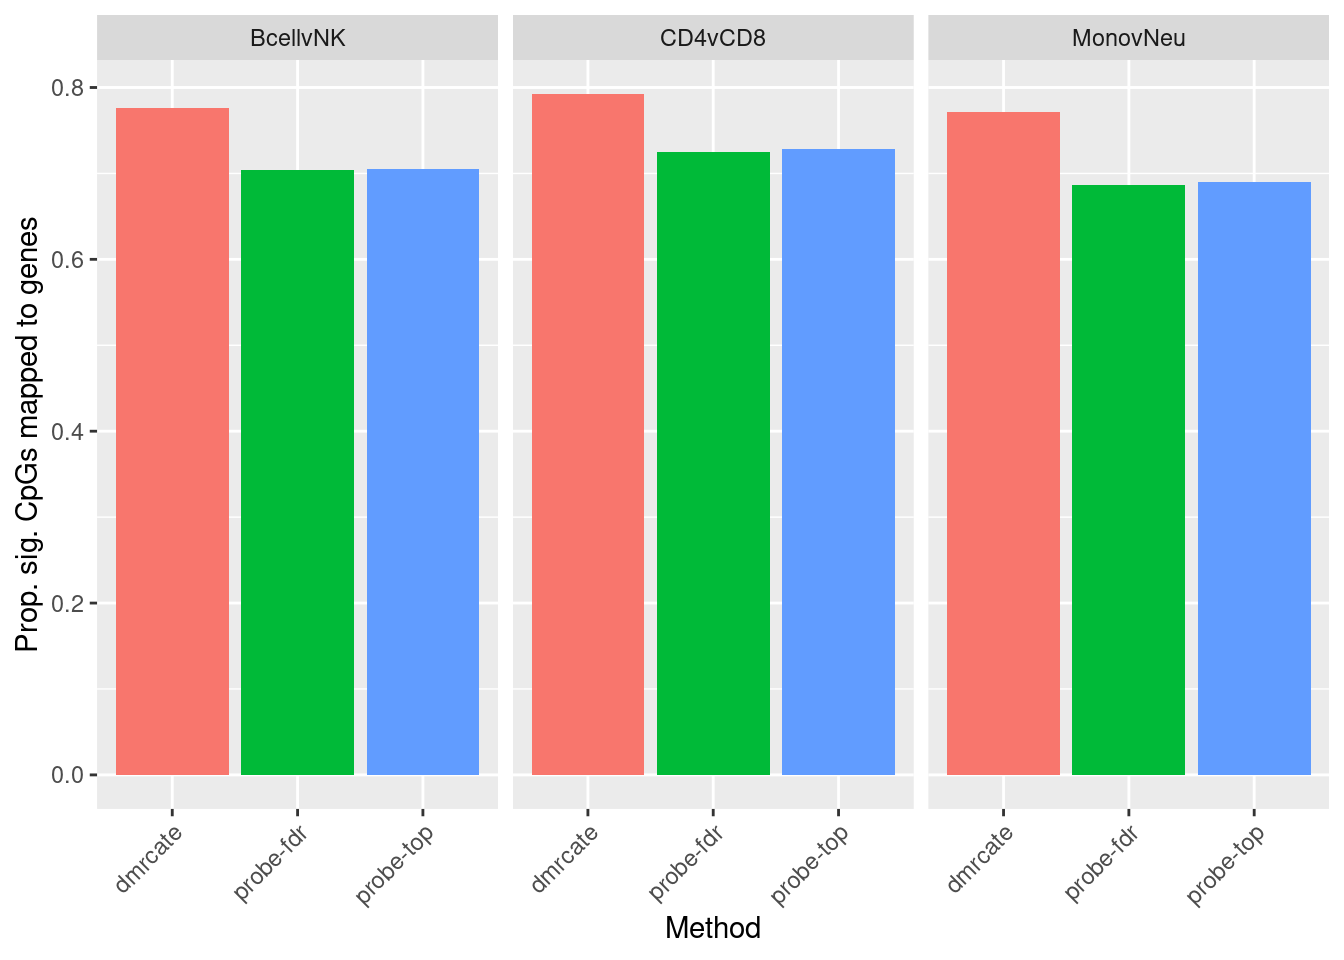 BcellvNK
CD4vCD8
MonovNeu
Prop. sig. CpGs mapped to genes
0.8
0.6
0.4
0.2
0.0
dmrcate
probe-fdr
probe-top
dmrcate
probe-fdr
probe-top
dmrcate
probe-fdr
probe-top
Method